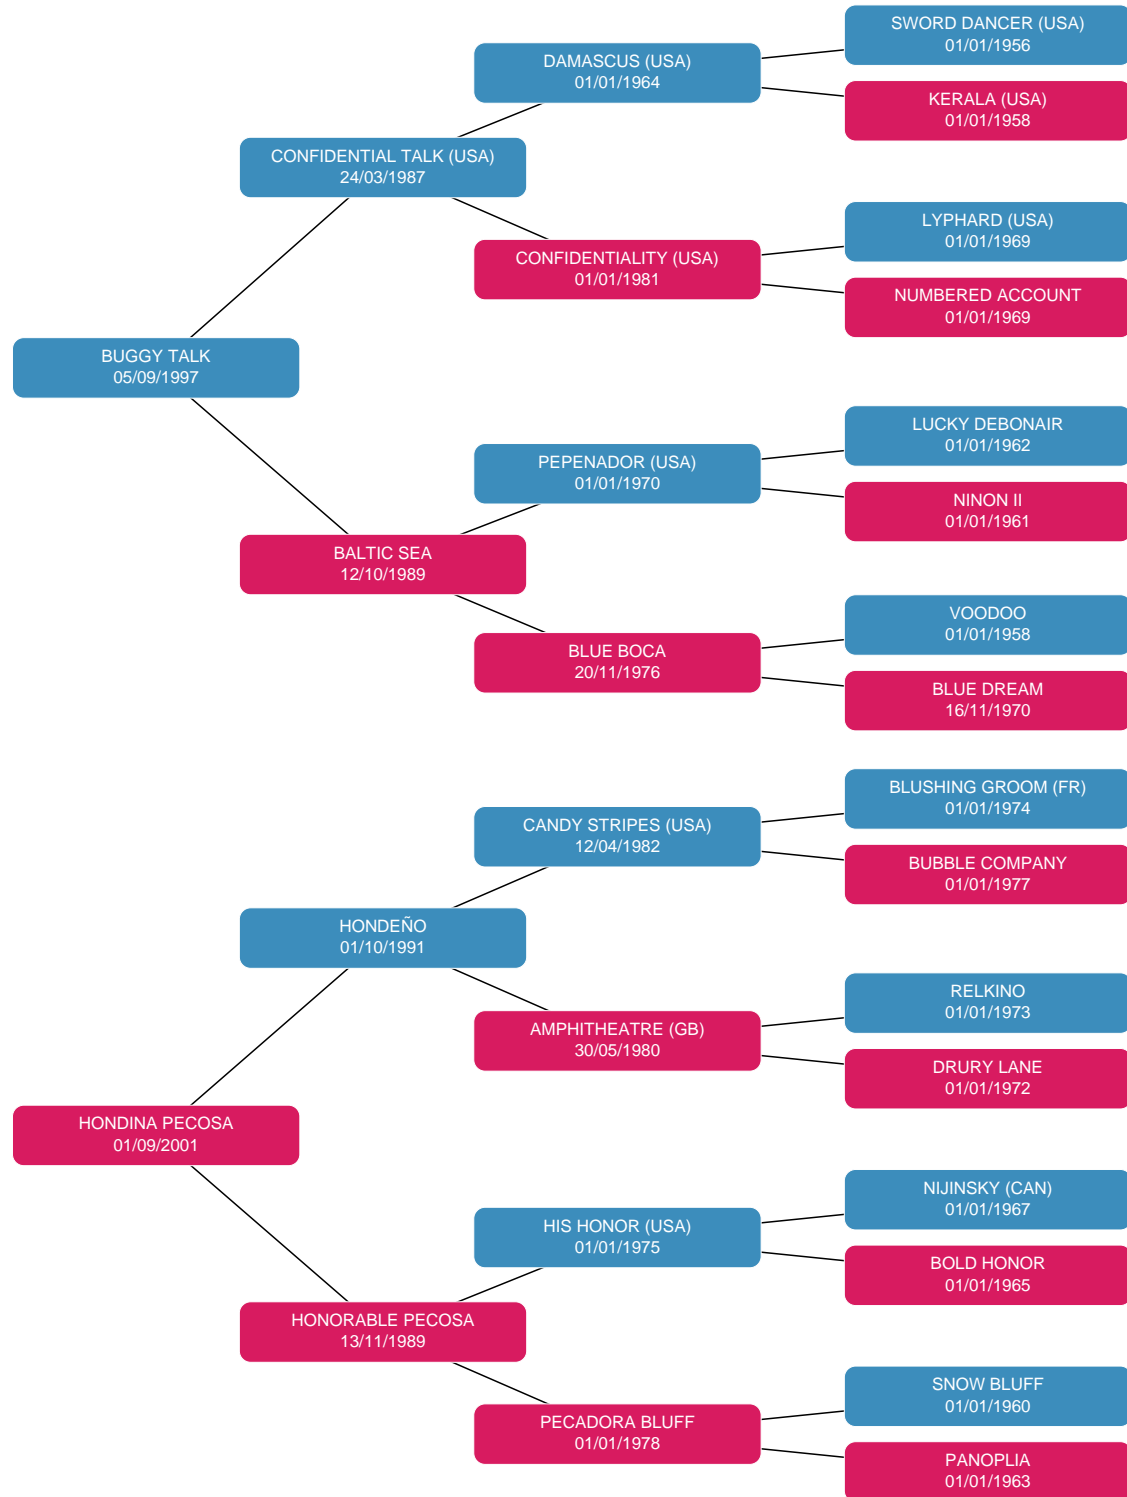 SWORD DANCER (USA)
01/01/1956
DAMASCUS (USA)
01/01/1964
KERALA (USA)
01/01/1958
CONFIDENTIAL TALK (USA)
24/03/1987
LYPHARD (USA)
01/01/1969
CONFIDENTIALITY (USA)
01/01/1981
NUMBERED ACCOUNT
01/01/1969
BUGGY TALK
05/09/1997
LUCKY DEBONAIR
01/01/1962
PEPENADOR (USA)
01/01/1970
NINON II
01/01/1961
BALTIC SEA
12/10/1989
VOODOO
01/01/1958
BLUE BOCA
20/11/1976
BLUE DREAM
16/11/1970
BLUSHING GROOM (FR)
01/01/1974
CANDY STRIPES (USA)
12/04/1982
BUBBLE COMPANY
01/01/1977
HONDEÑO
01/10/1991
RELKINO
01/01/1973
AMPHITHEATRE (GB)
30/05/1980
DRURY LANE
01/01/1972
HONDINA PECOSA
01/09/2001
NIJINSKY (CAN)
01/01/1967
HIS HONOR (USA)
01/01/1975
BOLD HONOR
01/01/1965
HONORABLE PECOSA
13/11/1989
SNOW BLUFF
01/01/1960
PECADORA BLUFF
01/01/1978
PANOPLIA
01/01/1963